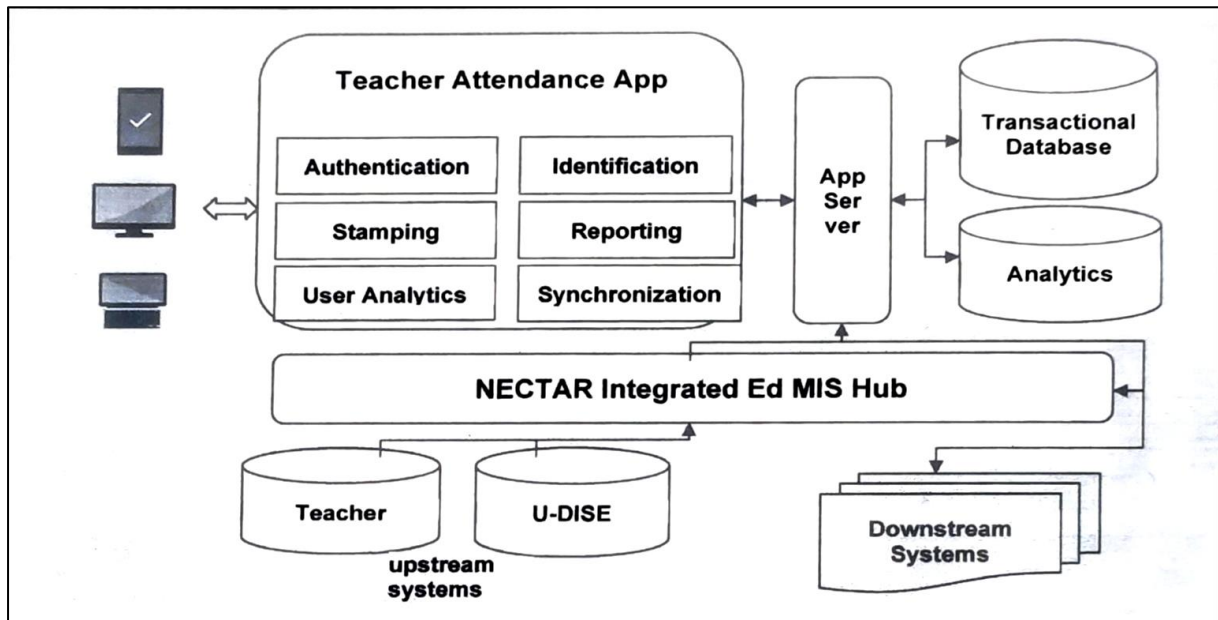 Teacher Attendance App
Authentication
Identification
Stamping
Reporting
User Analytics
Synchronization
App
Ser
ver
Transactional
Database
Analytics
NECTAR Integrated Ed MIS Hub
Teacher
U-DISE
upstream
systems
Downstream
Systems